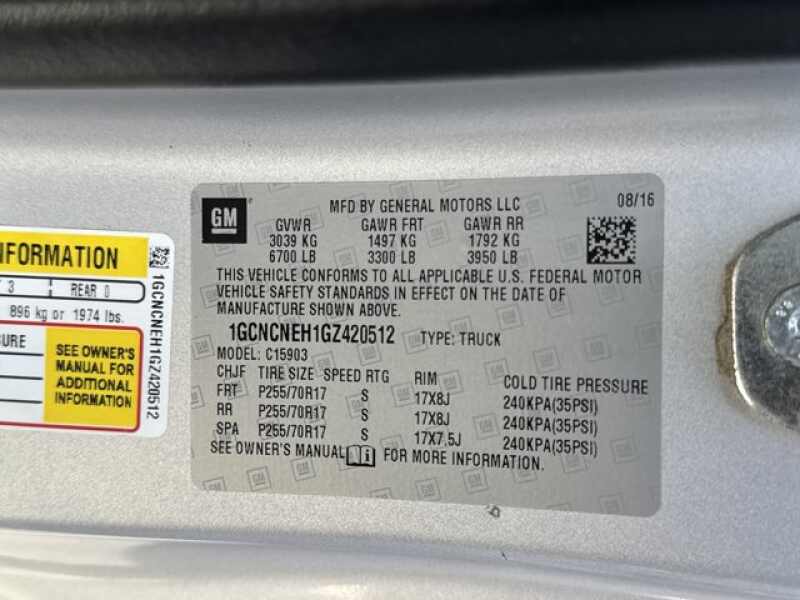 GM
MFD BY GENERAL MOTORS LLC 08/16
GVWR GAWR FRT GAWR RR
3039 KG 1497 KG 1792 KG
6700 LB 3300 LB 3950 LB
THIS VEHICLE CONFORMS TO ALL APPLICABLE U.S. FEDERAL MOTOR
VEHICLE SAFETY STANDARDS IN EFFECT ON THE DATE OF
MANUFACTURE SHOWN ABOVE.
1GCNCNEH1GZ420512 TYPE: TRUCK
MODEL: C15903
CHJF TIRE SIZE SPEED RTG RIM COLD TIRE PRESSURE
FRT P255/70R17 S 17X8J 240KPA(35PSI)
RR P255/70R17 S 17X8J 240KPA(35PSI)
SPA P255/70R17 S 17X7.5J 240KPA(35PSI)
SEE OWNER'S MANUAL FOR MORE INFORMATION.
INFORMATION
3 REAR 0
896 kg or 1974 lbs.
SEE OWNER'S
MANUAL FOR
ADDITIONAL
INFORMATION
1GCNCNEH1GZ420512